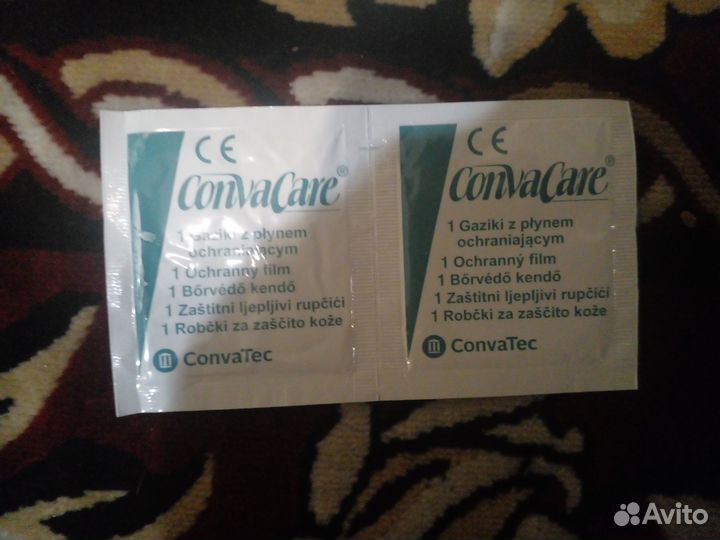 CE
ConvaCare®
1 Gaziki z płynem
ochraniającym
1 Ochranný film
1 Bőrvédő kendő
1 Zaštitni ljepljivi rupčići
1 Robčki za zaščito kože
ConvaTec
CE
ConvaCare®
1 Gaziki z płynem
ochraniającym
1 Ochranný film
1 Bőrvédő kendő
1 Zaštitni ljepljivi rupčići
1 Robčki za zaščito kože
ConvaTec
Avito